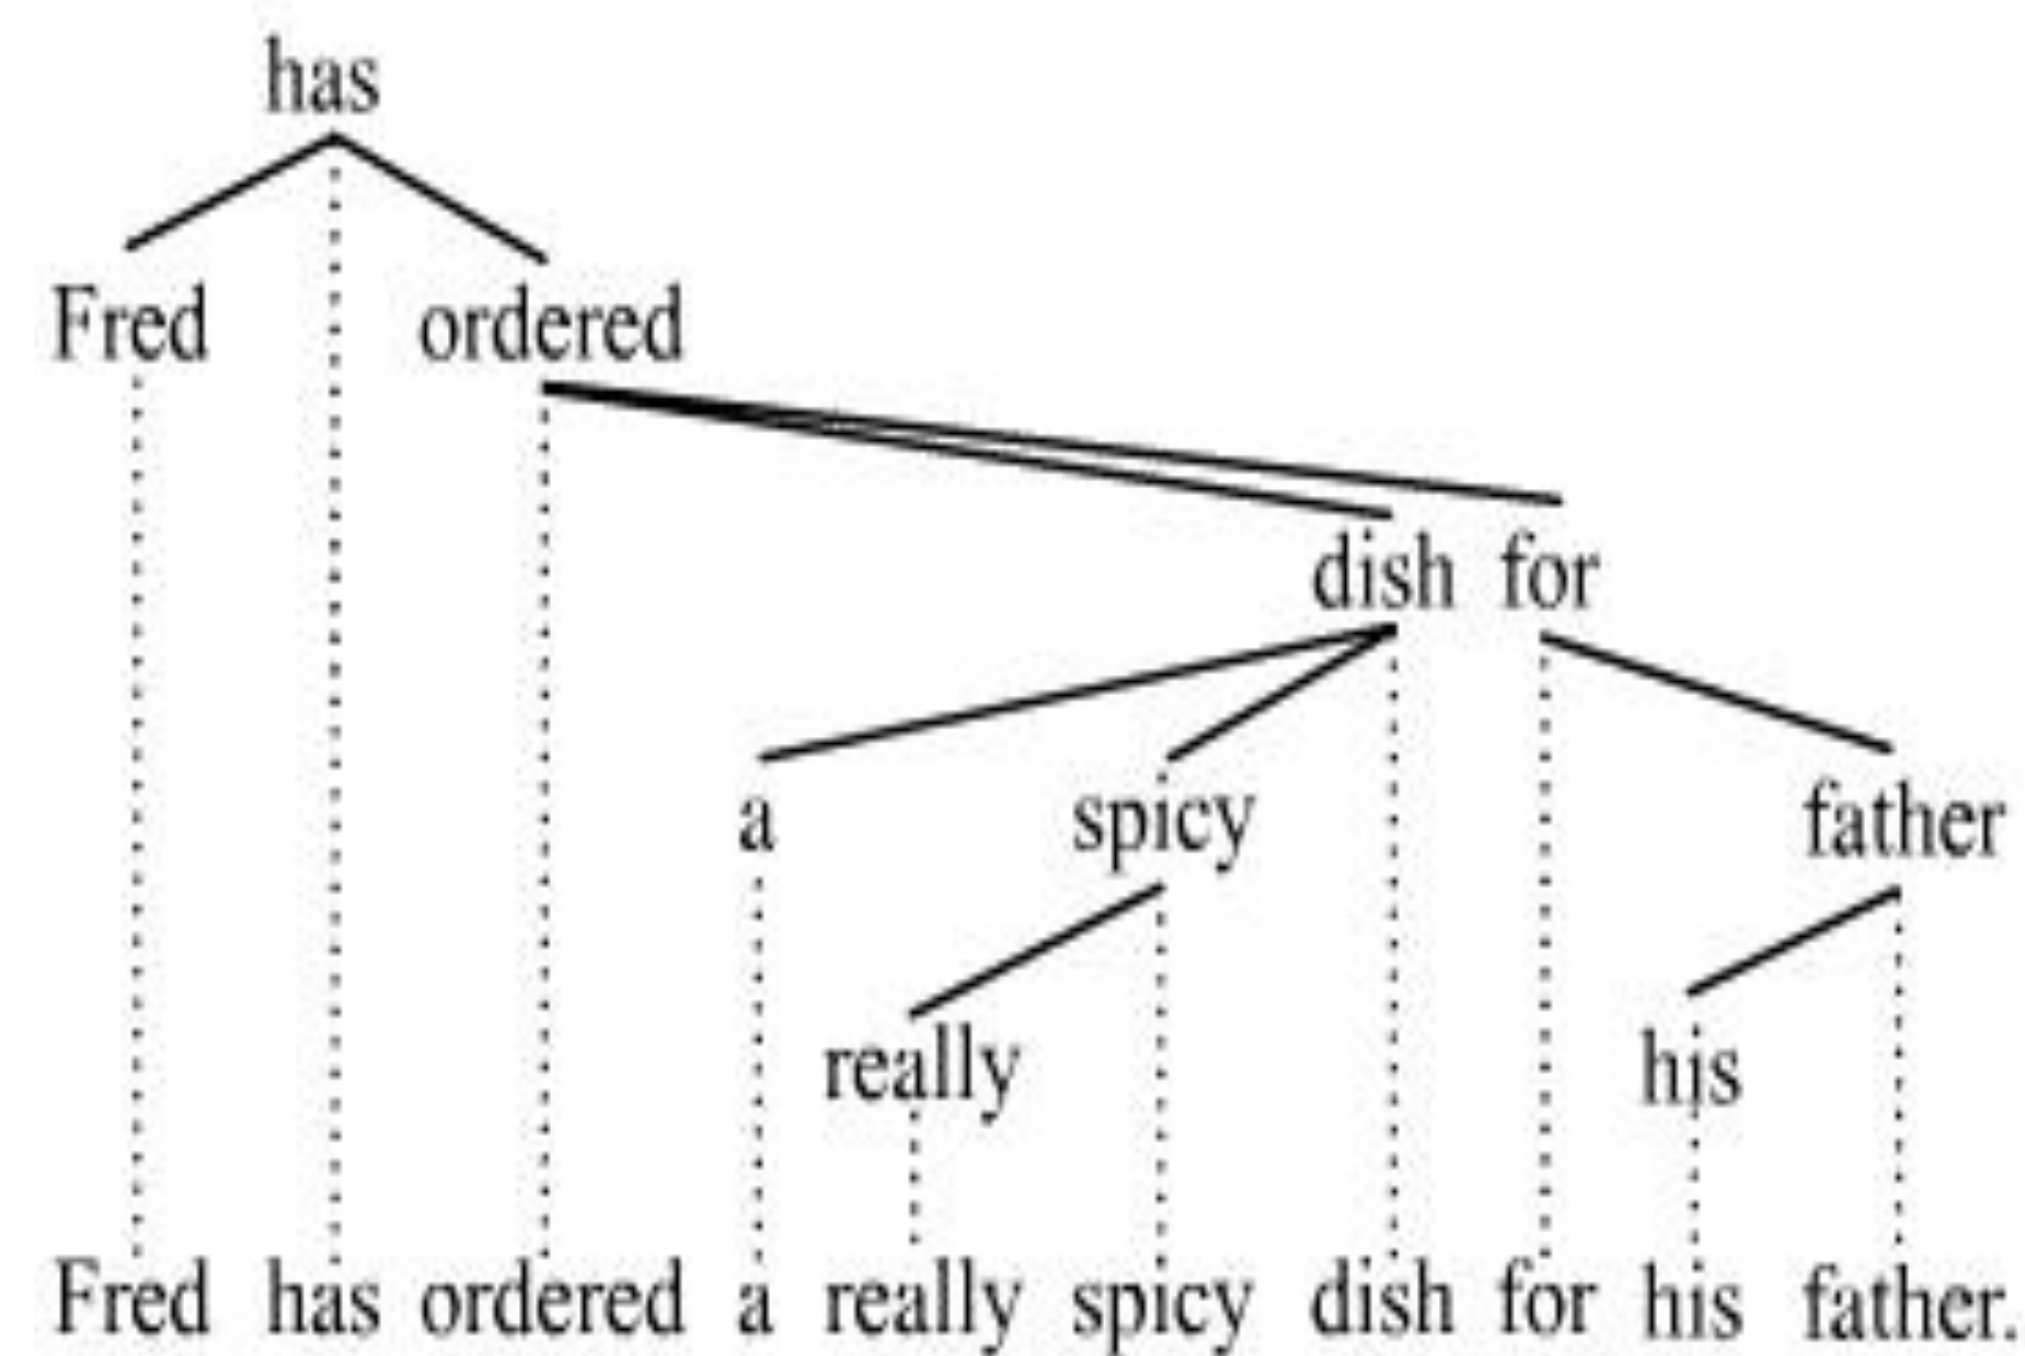 has
Fred ordered
dish for
a spicy father
really his
Fred has ordered a really spicy dish for his father.